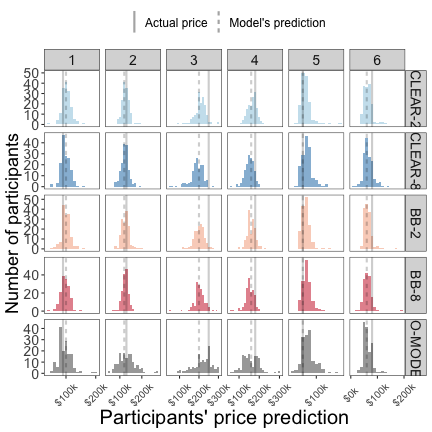 Actual price Model's prediction
1 2 3 4 5 6
50 40 30 20 10 0 CLEAR-2
40 30 20 10 0 CLEAR-8
50 40 30 20 10 0 BB-2
40 20 0 BB-8
40 30 20 10 0 O-MODE
Number of participants
$100k $200k $100k $200k $100k $200k $300k $100k $200k $300k $100k $0k $100k $200k
Participants' price prediction